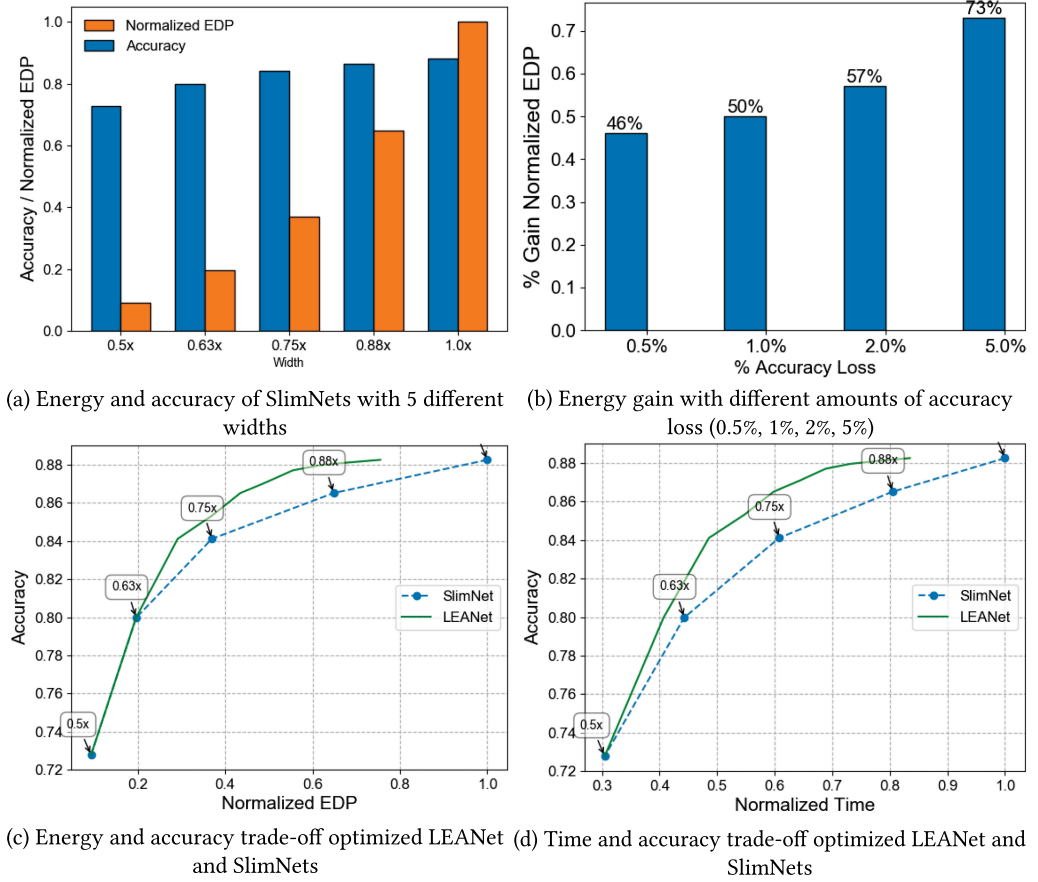 Normalized EDP
Accuracy
Accuracy / Normalized EDP
1.0
0.8
0.6
0.4
0.2
0.0
0.5x 0.63x 0.75x 0.88x 1.0x
Width
(a) Energy and accuracy of SlimNets with 5 different
widths
% Gain Normalized EDP
0.7
0.6
0.5
0.4
0.3
0.2
0.1
0.0
46% 50% 57% 73%
0.5% 1.0% 2.0% 5.0%
% Accuracy Loss
(b) Energy gain with different amounts of accuracy
loss (0.5%, 1%, 2%, 5%)
Accuracy
0.88
0.86
0.84
0.82
0.80
0.78
0.76
0.74
0.72
0.5x
0.63x
0.75x
0.88x
SlimNet
LEANet
0.2 0.4 0.6 0.8 1.0
Normalized EDP
(c) Energy and accuracy trade-off optimized LEANet
and SlimNets
Accuracy
0.88
0.86
0.84
0.82
0.80
0.78
0.76
0.74
0.72
0.5x
0.63x
0.75x
0.88x
SlimNet
LEANet
0.3 0.4 0.5 0.6 0.7 0.8 0.9 1.0
Normalized Time
(d) Time and accuracy trade-off optimized LEANet and
SlimNets